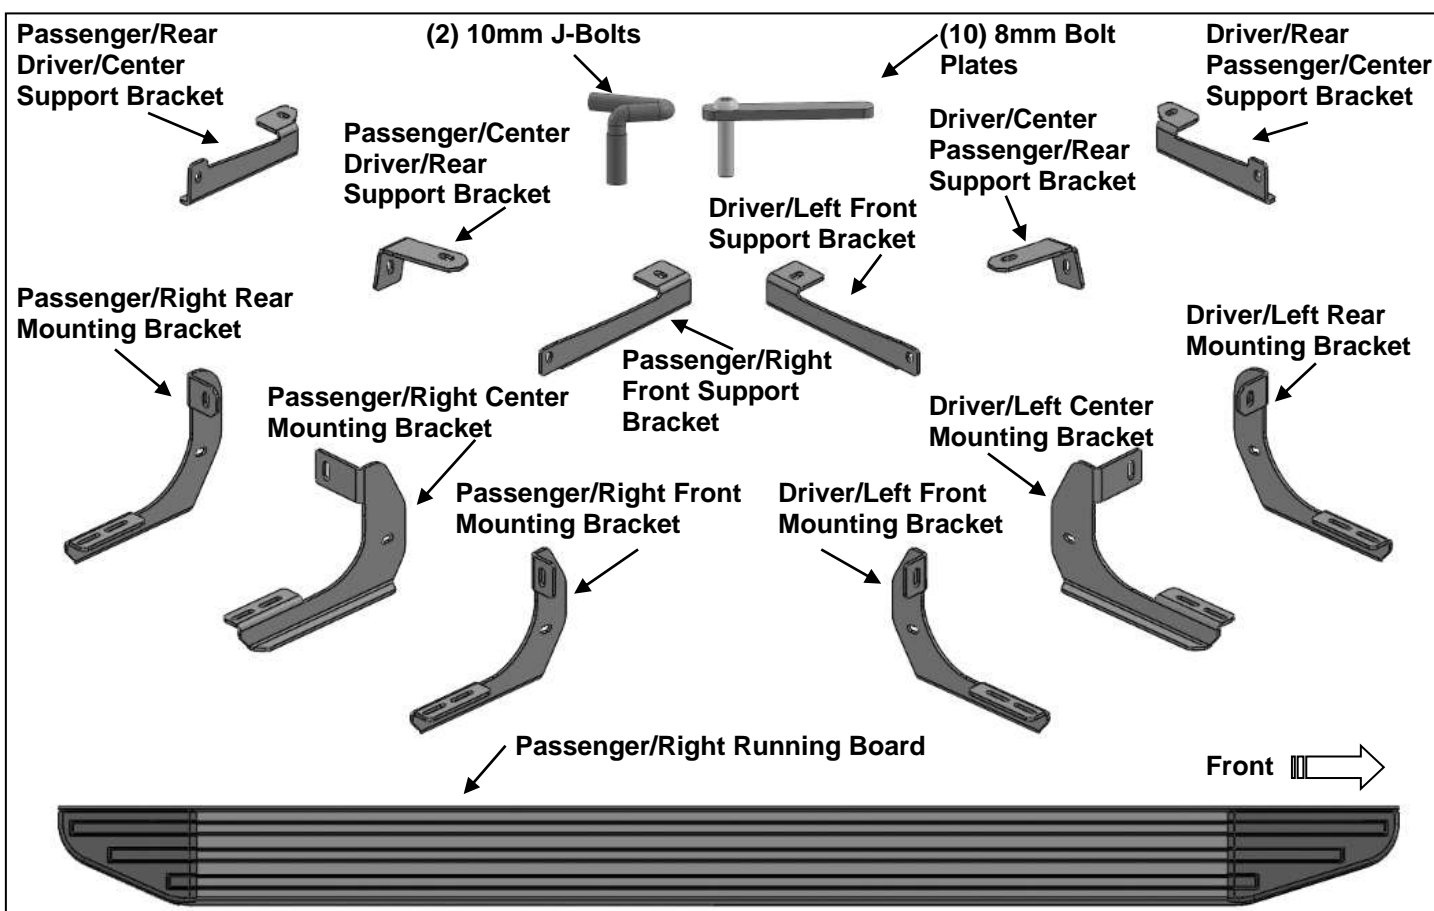 Passenger/Rear
Driver/Center
Support Bracket
(2) 10mm J-Bolts
(10) 8mm Bolt
Plates
Driver/Rear
Passenger/Center
Support Bracket
Passenger/Center
Driver/Rear
Support Bracket
Driver/Center
Passenger/Rear
Support Bracket
Driver/Left Front
Support Bracket
Passenger/Right Rear
Mounting Bracket
Passenger/Right
Front Support
Bracket
Driver/Left Rear
Mounting Bracket
Passenger/Right Center
Mounting Bracket
Driver/Left Center
Mounting Bracket
Passenger/Right Front
Mounting Bracket
Driver/Left Front
Mounting Bracket
Passenger/Right Running Board
Front